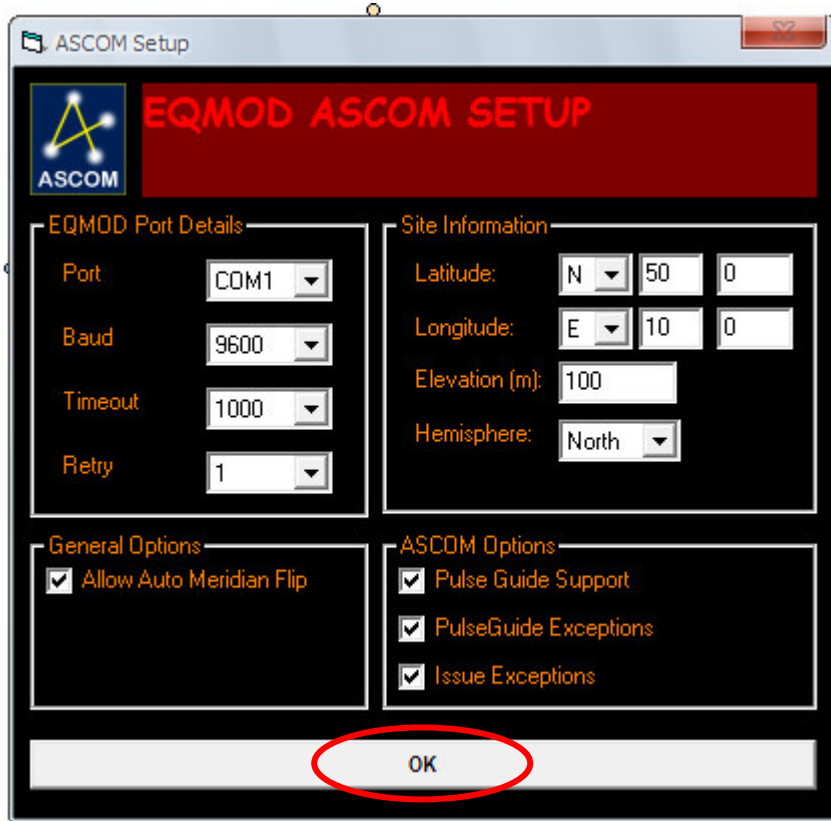 ASCOM Setup
ASCOM
EQMOD ASCOM SETUP
EQMOD Port Details
Port COM1
Baud 9600
Timeout 1000
Retry 1
Site Information
Latitude: N 50 0
Longitude: E 10 0
Elevation (m): 100
Hemisphere: North
General Options
Allow Auto Meridian Flip
ASCOM Options
Pulse Guide Support
PulseGuide Exceptions
Issue Exceptions
OK